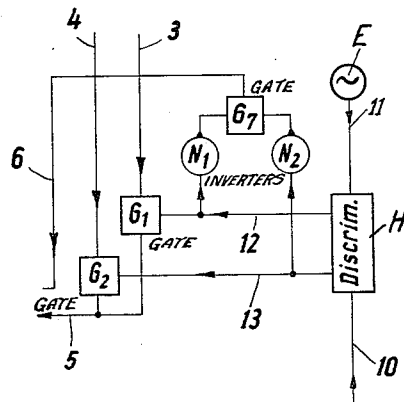 4
3
E
GATE
G7
11
6
N1
N2
INVERTERS
G1
12
Discrim.
H
GATE
G2
13
GATE
5
10